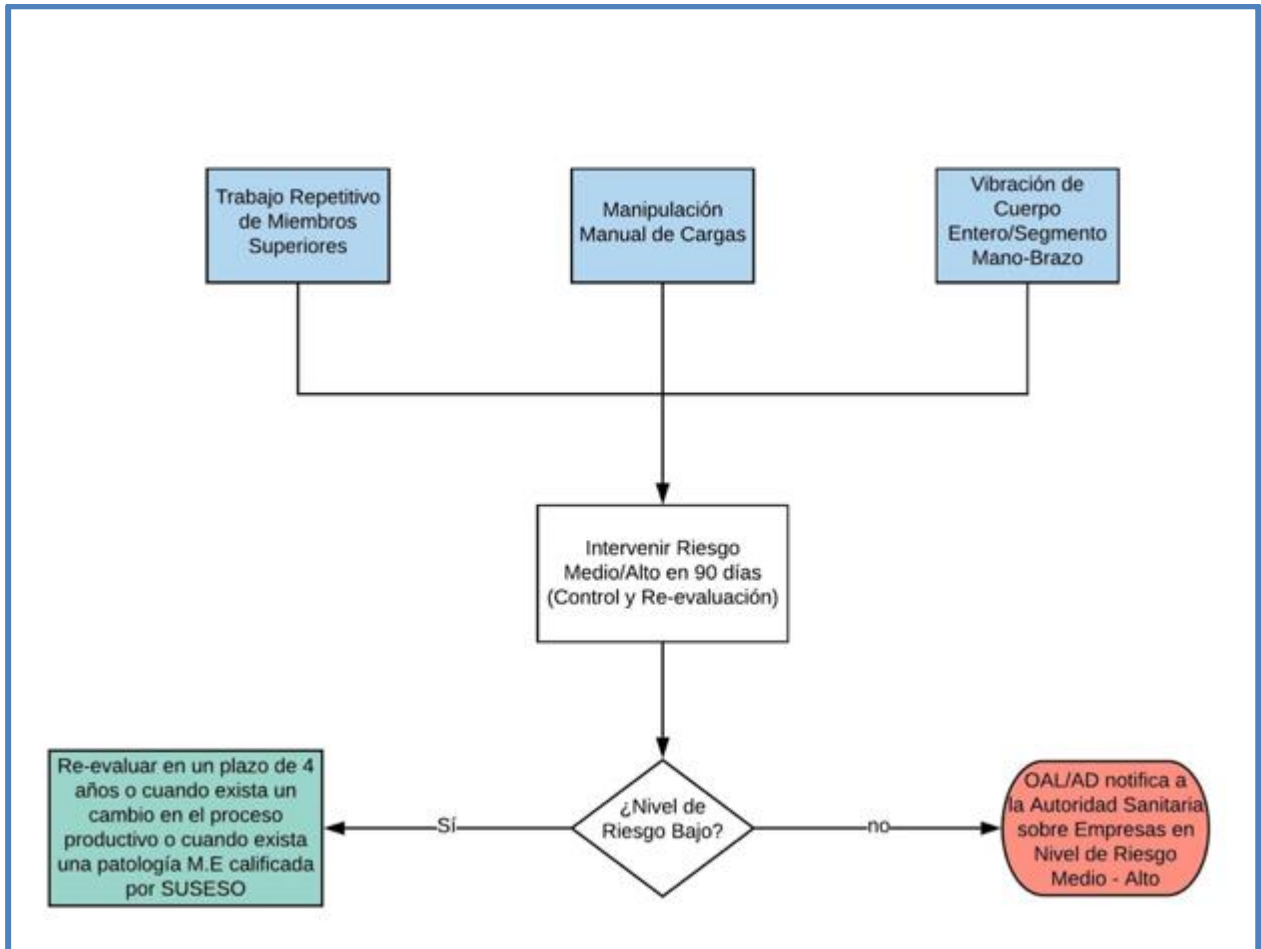 Trabajo Repetitivo
de Miembros
Superiores
Manipulación
Manual de Cargas
Vibración de
Cuerpo
Entero/Segmento
Mano-Brazo
Intervenir Riesgo
Medio/Alto en 90 días
(Control y Re-evaluación)
¿Nivel de
Riesgo Bajo?
Sí
no
Re-evaluar en un plazo de 4
años o cuando exista un
cambio en el proceso
productivo o cuando exista
una patología M.E calificada
por SUSESO
OAL/AD notifica a
la Autoridad Sanitaria
sobre Empresas en
Nivel de Riesgo
Medio - Alto